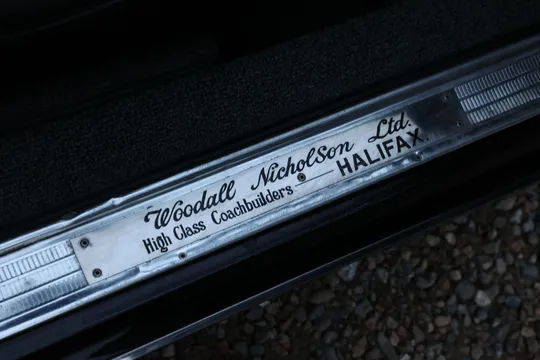 Woodall NicholSon Ltd.
High Class Coachbuilders — HALIFAX.